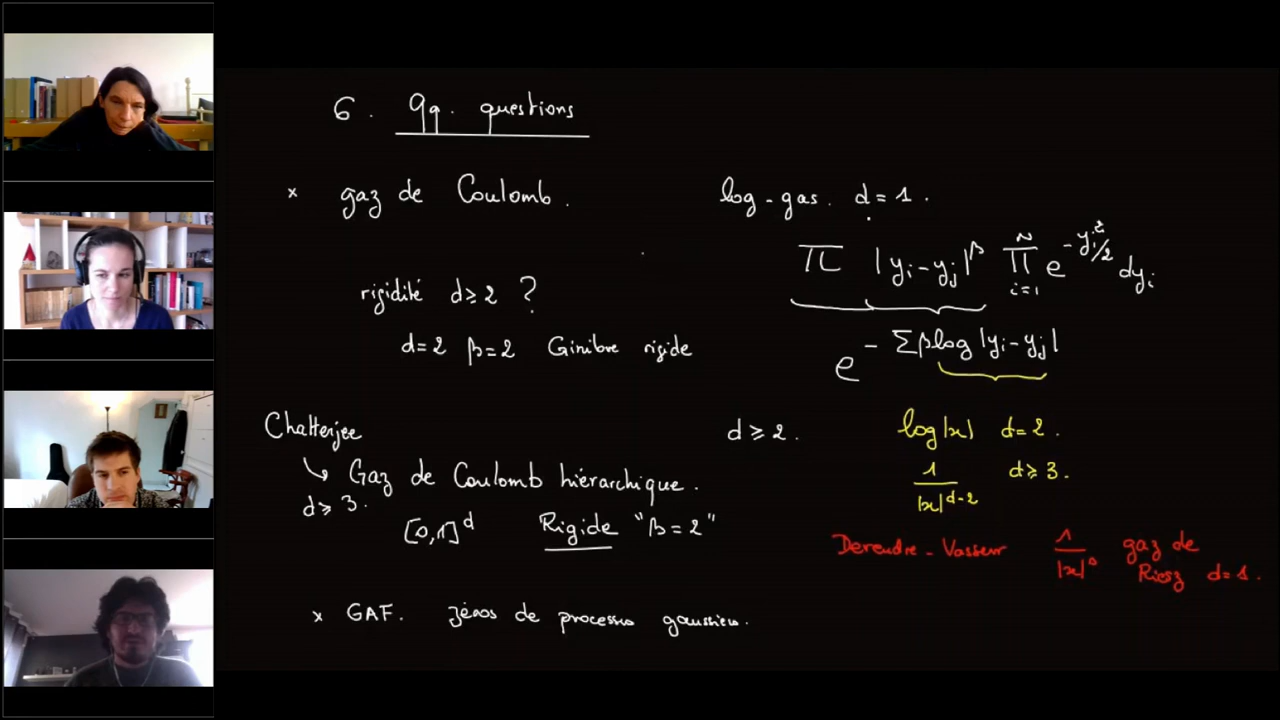 6. Qq. questions
× gaz de Coulomb.
log-gas. d=1.
π |yᵢ-yⱼ|^β ∏_{i=1}^{N} e^{-yᵢ²/2} dyᵢ
rigidité d≥2 ?
d=2 β=2 Ginibre rigide
e^{-Σβlog|yᵢ-yⱼ|}
Chatterjee
↳ Gaz de Coulomb hiérarchique.
d≥3.
[0,1]^d Rigide "β=2"
d≥2.
log|x| d=2.
1/|x|^{d-2} d≥3.
Dereudre-Vasseur 1/|x|^s gaz de
Riesz d=1.
× GAF. zéros de processus gaussiens.